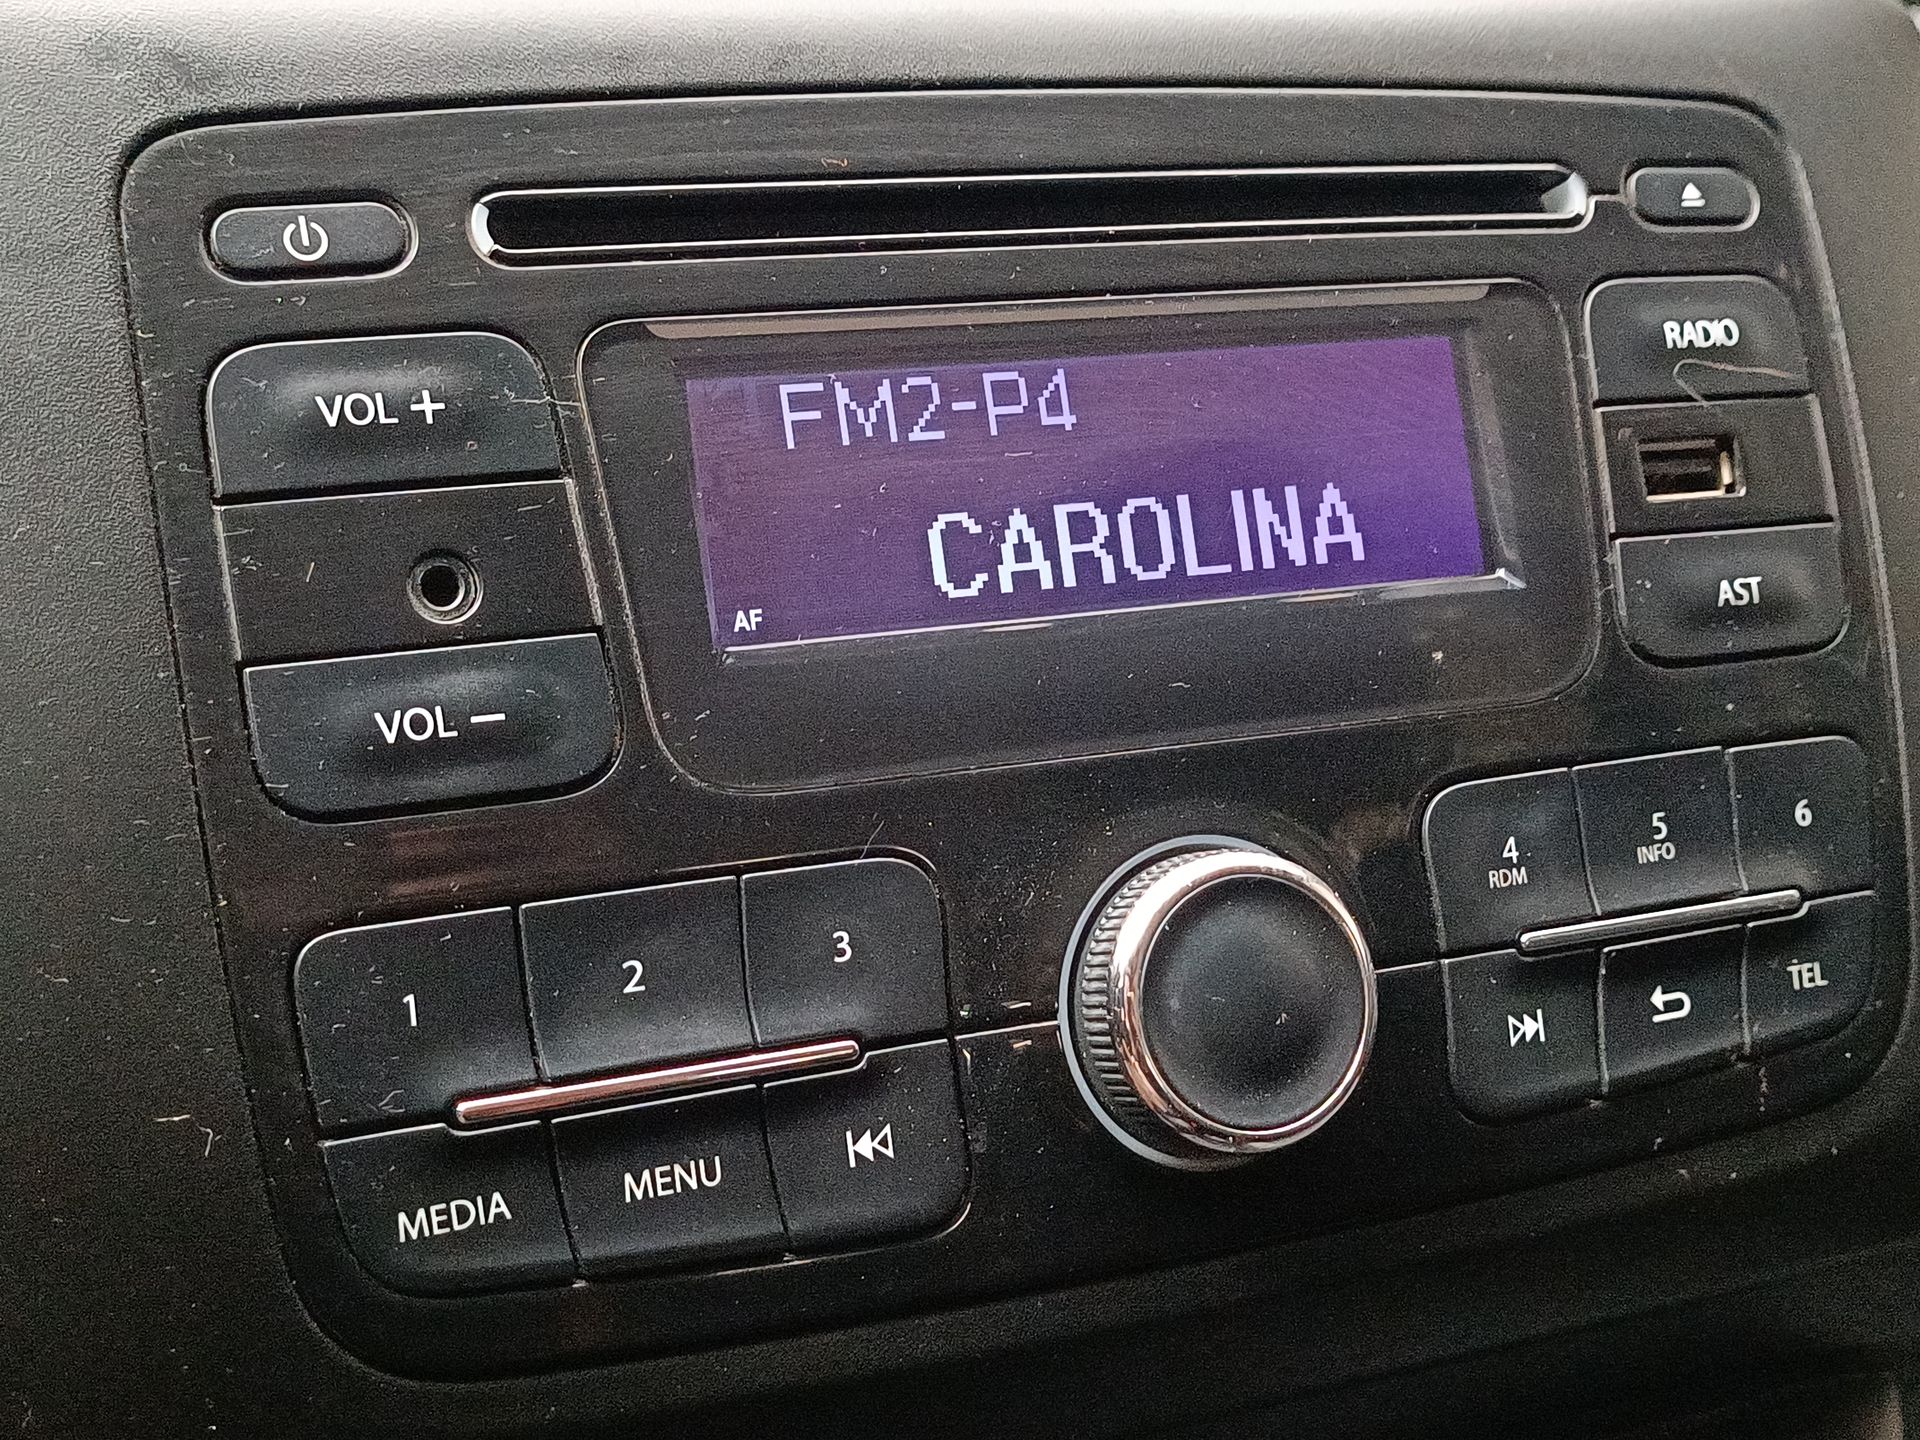 VOL +
VOL −
FM2-P4
CAROLINA
AF
RADIO
AST
1
2
3
MEDIA
MENU
4
RDM
5
INFO
6
TEL